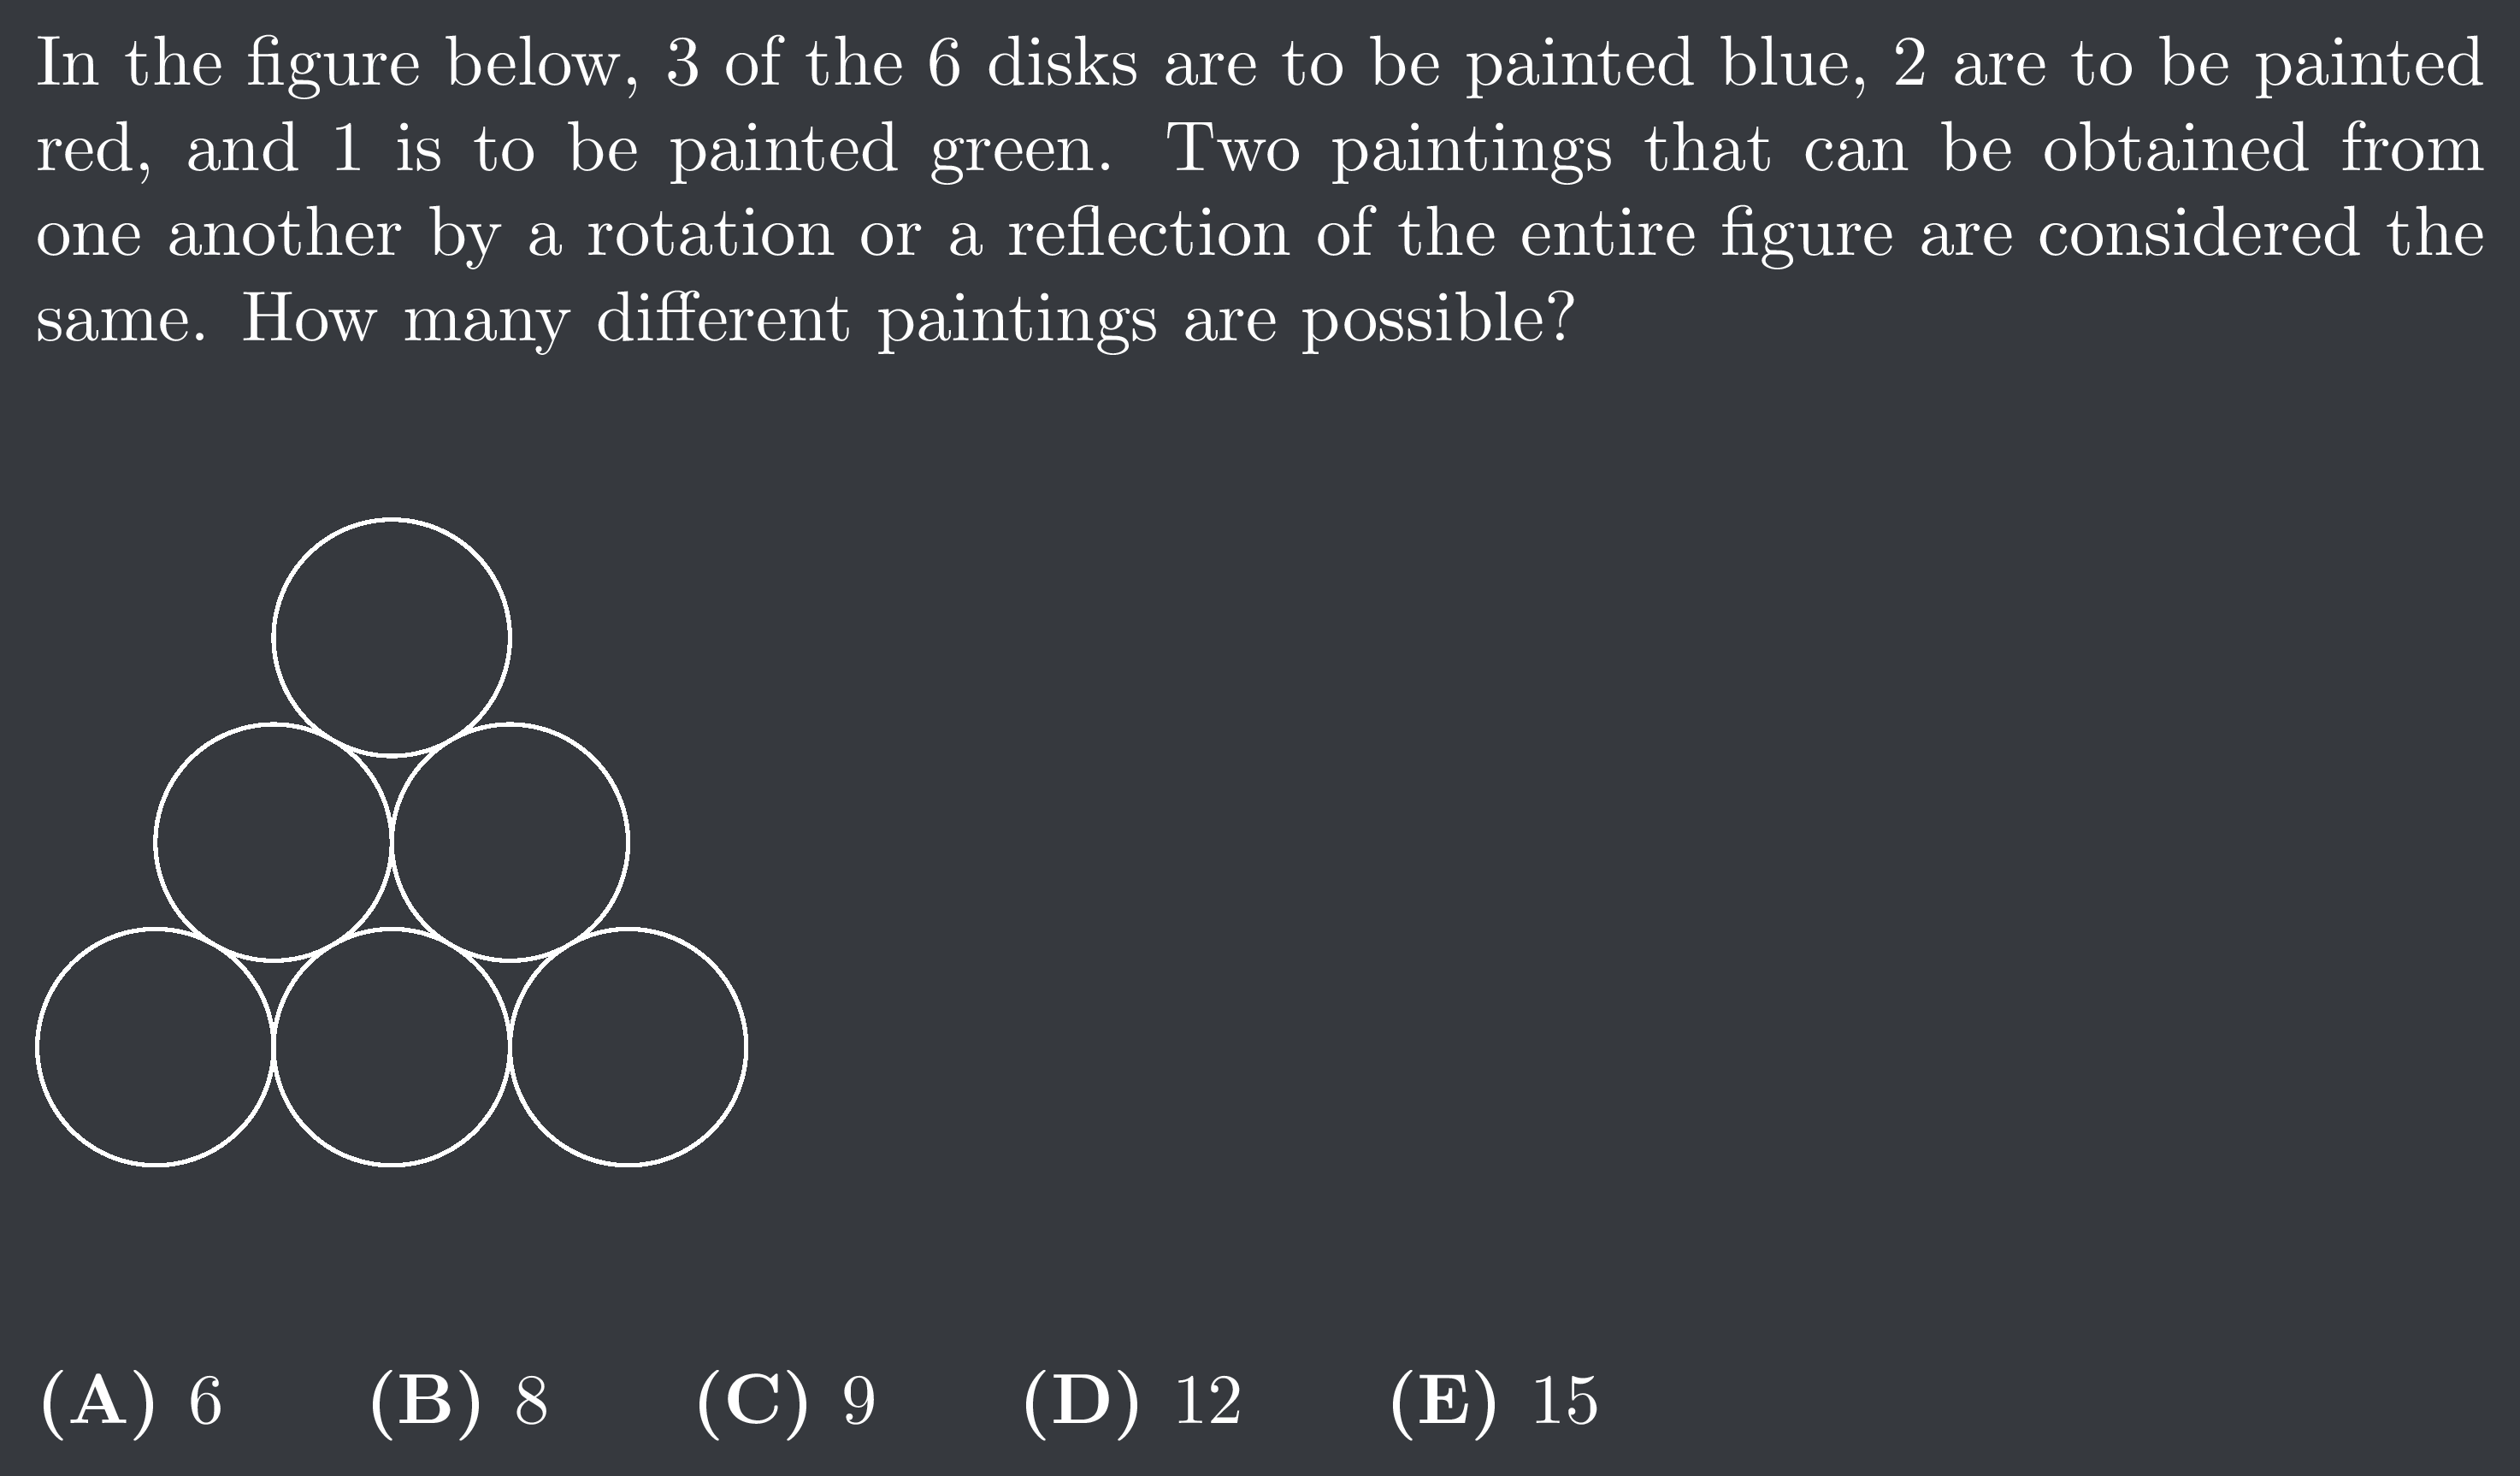 In the figure below, 3 of the 6 disks are to be painted blue, 2 are to be painted
red, and 1 is to be painted green. Two paintings that can be obtained from
one another by a rotation or a reflection of the entire figure are considered the
same. How many different paintings are possible?
(A) 6 (B) 8 (C) 9 (D) 12 (E) 15